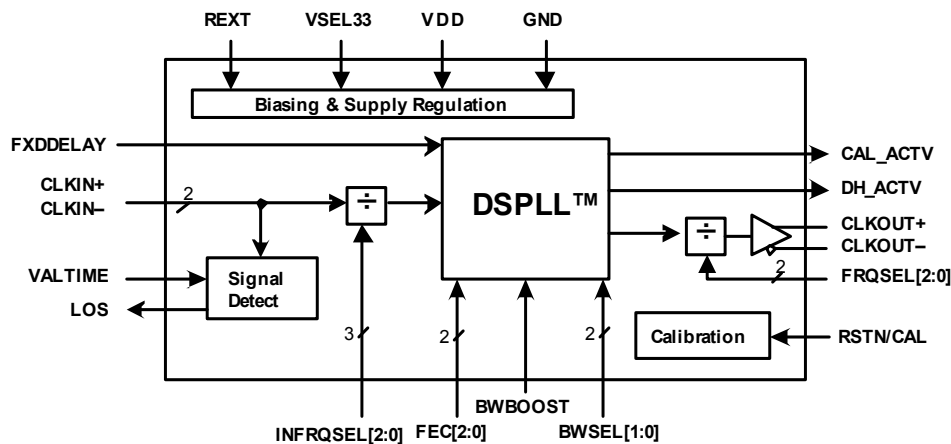 REXT VSEL33 VDD GND
Biasing & Supply Regulation
FXDDELAY
CAL_ACTV
CLKIN+
CLKIN–
2
÷
DSPLL™
DH_ACTV
÷
CLKOUT+
CLKOUT–
2
FRQSEL[2:0]
VALTIME
LOS
Signal
Detect
3
2
2
Calibration
RSTN/CAL
INFRQSEL[2:0]
FEC[2:0]
BWBOOST
BWSEL[1:0]